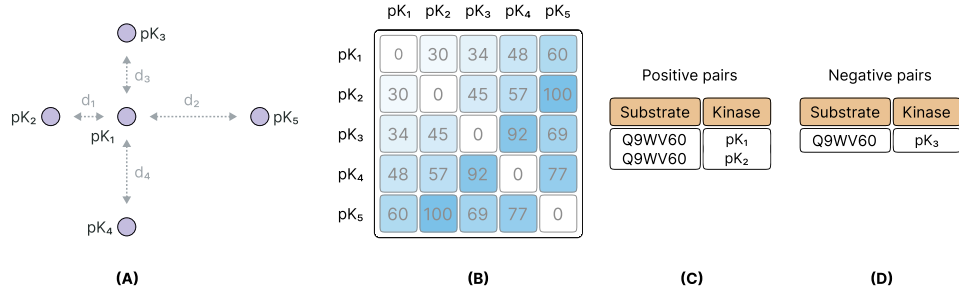 pK₃
d₃
d₁
d₂
pK₂
pK₁
pK₅
d₄
pK₄
(A)
pK₁ pK₂ pK₃ pK₄ pK₅
pK₁ 0 30 34 48 60
pK₂ 30 0 45 57 100
pK₃ 34 45 0 92 69
pK₄ 48 57 92 0 77
pK₅ 60 100 69 77 0
(B)
Positive pairs
Substrate Kinase
Q9WV60 pK₁
Q9WV60 pK₂
(C)
Negative pairs
Substrate Kinase
Q9WV60 pK₃
(D)